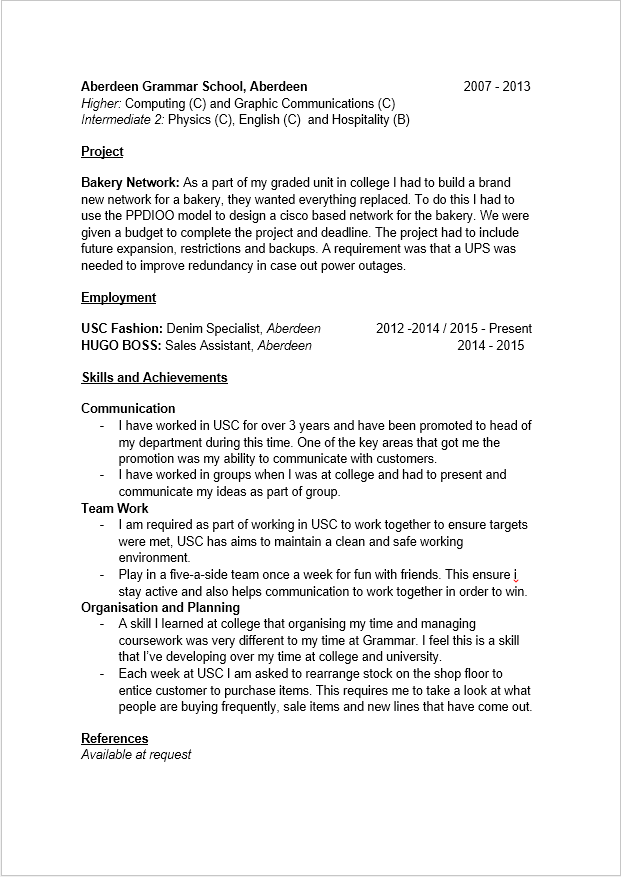 Aberdeen Grammar School, Aberdeen 2007 - 2013
Higher: Computing (C) and Graphic Communications (C)
Intermediate 2: Physics (C), English (C)  and Hospitality (B)
Project
Bakery Network: As a part of my graded unit in college I had to build a brand
new network for a bakery, they wanted everything replaced. To do this I had to
use the PPDIOO model to design a cisco based network for the bakery. We were
given a budget to complete the project and deadline. The project had to include
future expansion, restrictions and backups. A requirement was that a UPS was
needed to improve redundancy in case out power outages.
Employment
USC Fashion: Denim Specialist, Aberdeen 2012 -2014 / 2015 - Present
HUGO BOSS: Sales Assistant, Aberdeen 2014 - 2015
Skills and Achievements
Communication
- I have worked in USC for over 3 years and have been promoted to head of
my department during this time. One of the key areas that got me the
promotion was my ability to communicate with customers.
- I have worked in groups when I was at college and had to present and
communicate my ideas as part of group.
Team Work
- I am required as part of working in USC to work together to ensure targets
were met, USC has aims to maintain a clean and safe working
environment.
- Play in a five-a-side team once a week for fun with friends. This ensure i
stay active and also helps communication to work together in order to win.
Organisation and Planning
- A skill I learned at college that organising my time and managing
coursework was very different to my time at Grammar. I feel this is a skill
that I've developing over my time at college and university.
- Each week at USC I am asked to rearrange stock on the shop floor to
entice customer to purchase items. This requires me to take a look at what
people are buying frequently, sale items and new lines that have come out.
References
Available at request